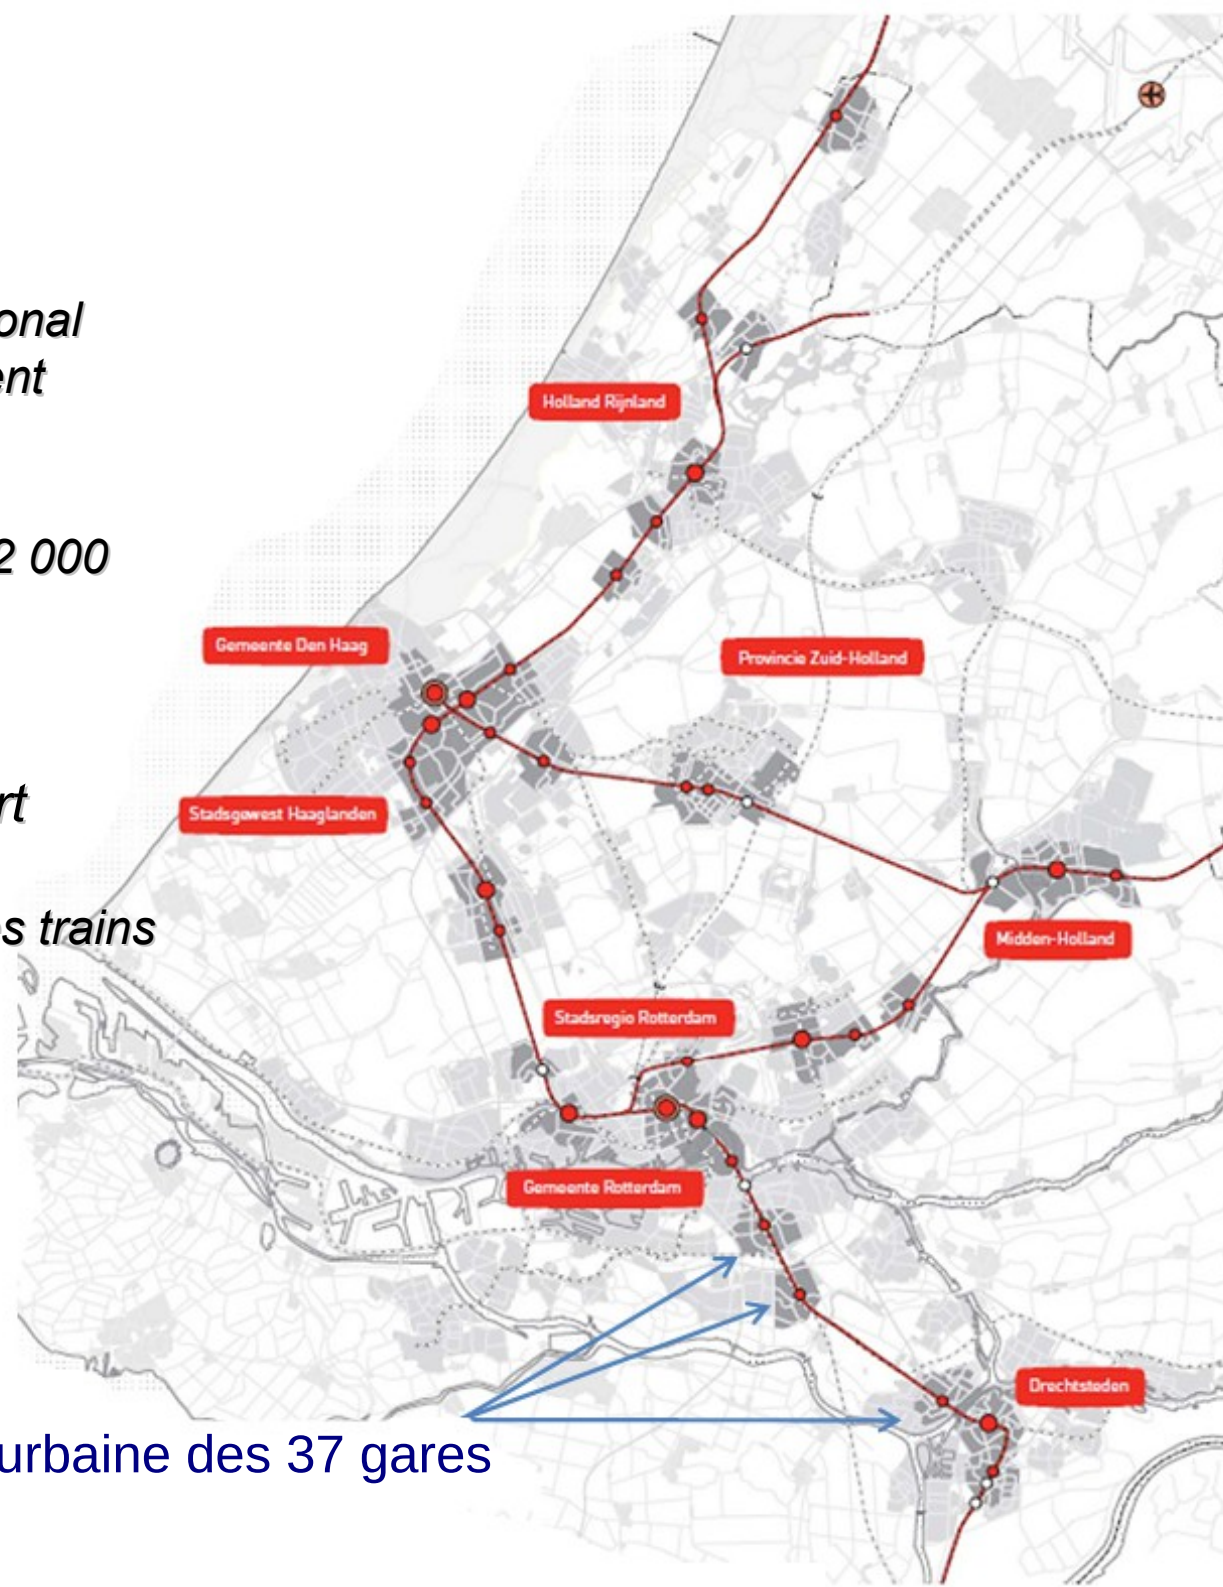 onal
ent
Holland Rijnland
2 000
Gemeente Den Haag
Provincie Zuid-Holland
rt
Stadsgewest Haaglanden
s trains
Midden-Holland
Stadsregio Rotterdam
Gemeente Rotterdam
Drechtsteden
urbaine des 37 gares